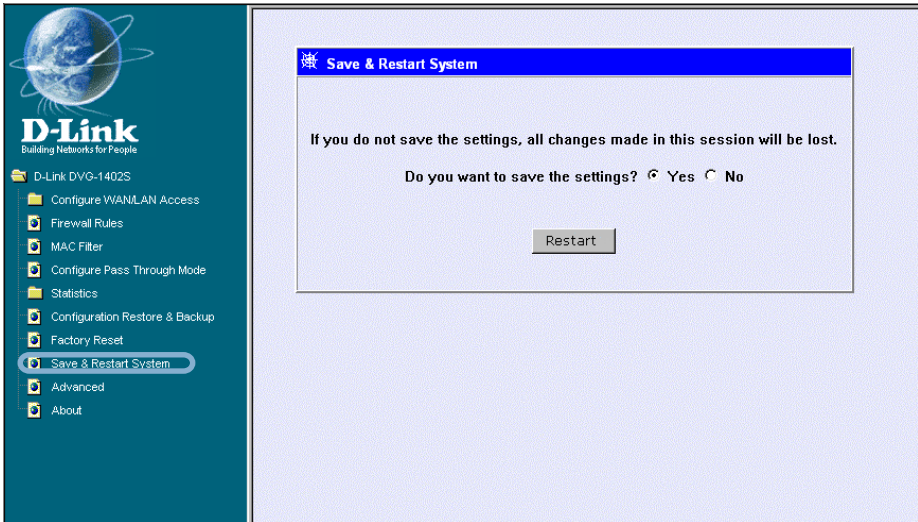 D-Link
Building Networks for People
D-Link DVG-1402S
Configure WAN/LAN Access
Firewall Rules
MAC Filter
Configure Pass Through Mode
Statistics
Configuration Restore & Backup
Factory Reset
Save & Restart System
Advanced
About
Save & Restart System
If you do not save the settings, all changes made in this session will be lost.
Do you want to save the settings? Yes No
Restart